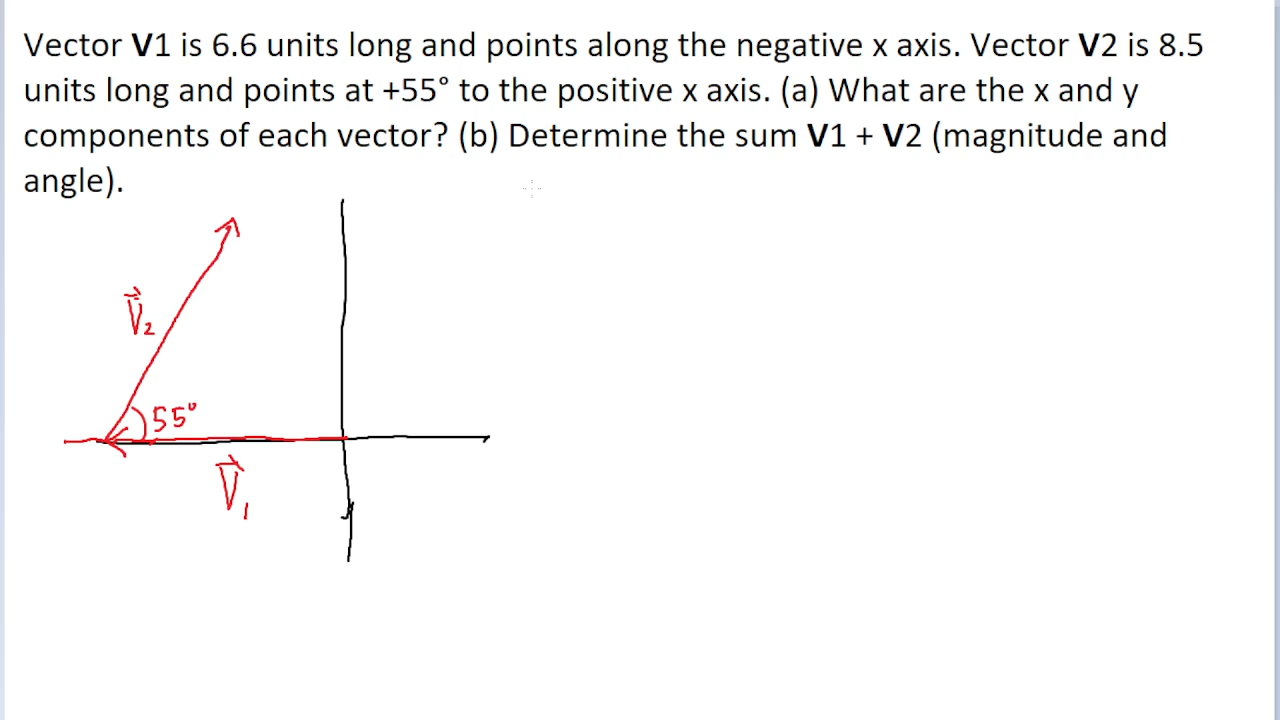 Vector V1 is 6.6 units long and points along the negative x axis. Vector V2 is 8.5
units long and points at +55° to the positive x axis. (a) What are the x and y
components of each vector? (b) Determine the sum V1 + V2 (magnitude and
angle).
V⃗₂
55°
V⃗₁